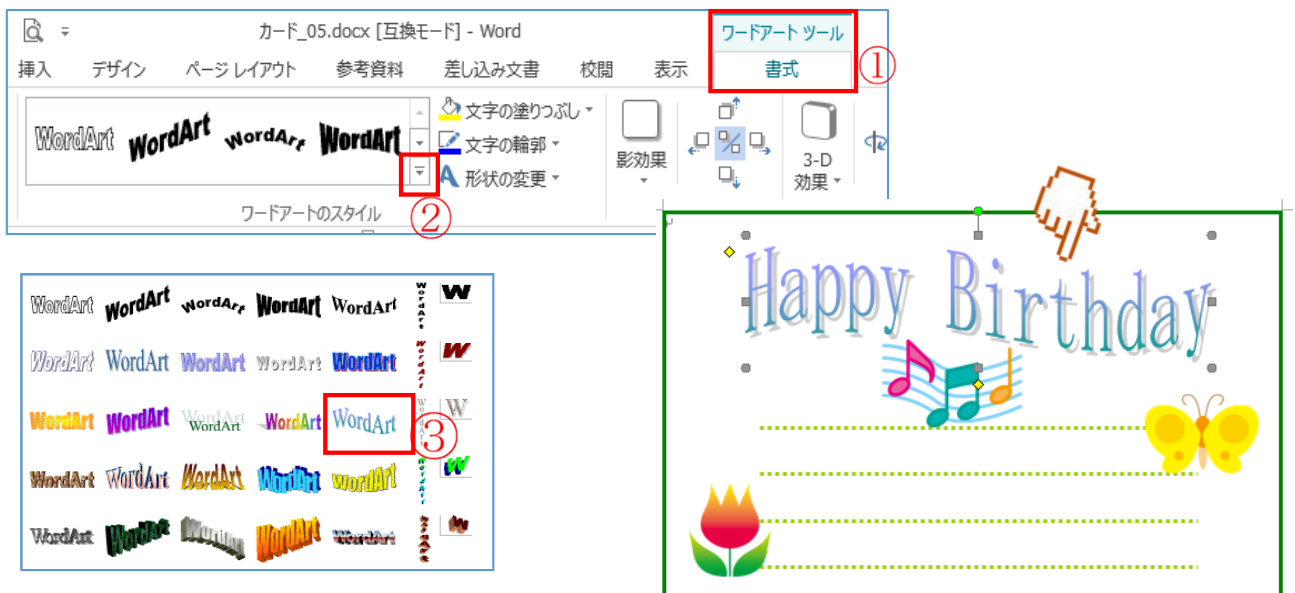 カード_05.docx [互換モード] - Word
ワードアート ツール
挿入 デザイン ページ レイアウト 参考資料 差し込み文書 校閲 表示 書式 ①
WordArt WordArt WordArt WordArt
文字の塗りつぶし
文字の輪郭
形状の変更
影効果
3-D
効果
ワードアートのスタイル
②
WordArt WordArt WordArt WordArt WordArt WordArt W
WordArt WordArt WordArt WordArt WordArt WordArt W
WordArt WordArt WordArt WordArt WordArt WordArt W
③
WordArt WordArt WordArt WordArt WordArt WordArt W
WordArt WordArt WordArt WordArt WordArt WordArt W
Happy Birthday